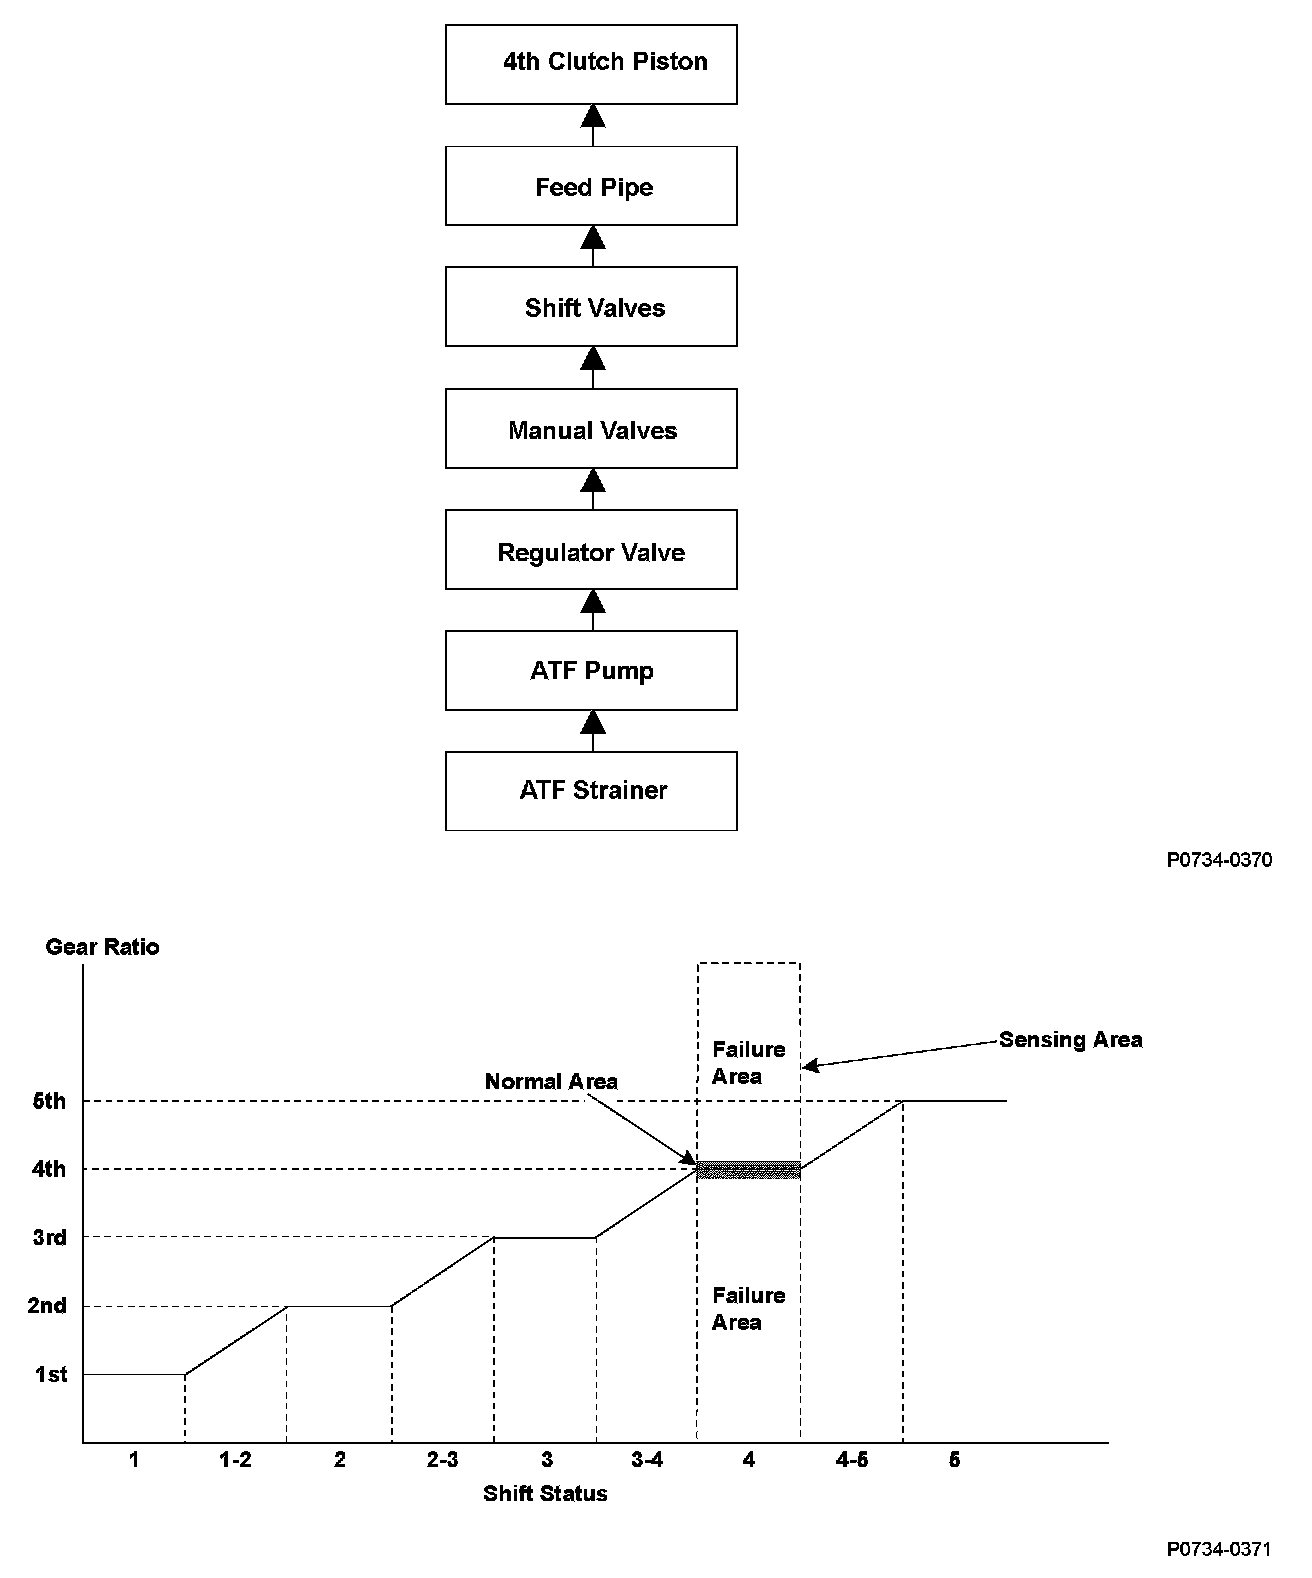 4th Clutch Piston
Feed Pipe
Shift Valves
Manual Valves
Regulator Valve
ATF Pump
ATF Strainer
P0734-0370
Gear Ratio
Failure
Area
Sensing Area
Normal Area
5th
4th
3rd
2nd
1st
Failure
Area
1 1-2 2 2-3 3 3-4 4 4-5 5
Shift Status
P0734-0371